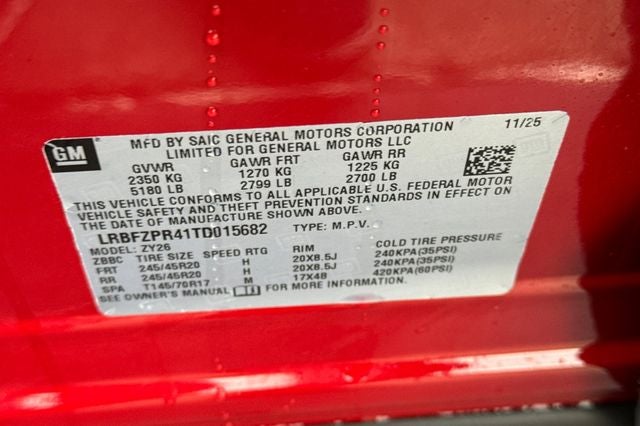 GM
MFD BY SAIC GENERAL MOTORS CORPORATION 11/25
LIMITED FOR GENERAL MOTORS LLC
GVWR GAWR FRT GAWR RR
2350 KG 1270 KG 1225 KG
5180 LB 2799 LB 2700 LB
THIS VEHICLE CONFORMS TO ALL APPLICABLE U.S. FEDERAL MOTOR
VEHICLE SAFETY AND THEFT PREVENTION STANDARDS IN EFFECT ON
THE DATE OF MANUFACTURE SHOWN ABOVE.
LRBFZPR41TD015682 TYPE: M.P.V.
MODEL: ZY26
ZBBC TIRE SIZE SPEED RTG RIM COLD TIRE PRESSURE
FRT 245/45R20 H 20X8.5J 240KPA(35PSI)
RR 245/45R20 H 20X8.5J 240KPA(35PSI)
SPA T145/70R17 M 17X4B 420KPA(60PSI)
SEE OWNER'S MANUAL FOR MORE INFORMATION.